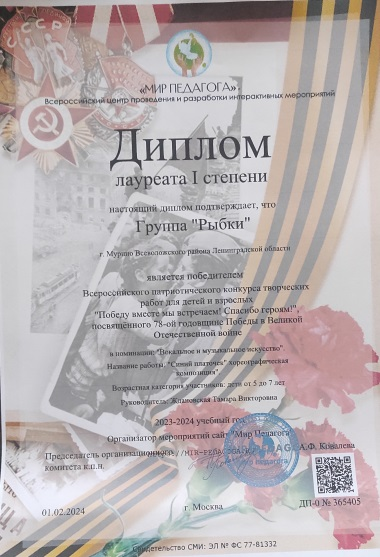 СССР
«МИР ПЕДАГОГА»
Всероссийский центр проведения и разработки интерактивных мероприятий
Диплом
лауреата I степени
настоящий диплом подтверждает, что
Группа "Рыбки"
г. Мурино Всеволожского района Ленинградской области
является победителем
Всероссийского патриотического конкурса творческих
работ для детей и взрослых
"Победу вместе мы встречаем! Спасибо героям!",
посвящённого 78-ой годовщине Победы в Великой
Отечественной войне
в номинации: "Вокальное и музыкальное искусство".
Название работы: "Синий платочек" хореографическая
композиция".
Возрастная категория участников: дети от 5 до 7 лет
Руководитель: Тамара Викторовна
2023-2024 учебный год
Организатор мероприятий сайт "Мир Педагога"
Председатель организационного А.Ф. Ковалева
комитета к.п.н.
01.02.2024 г. Москва ДП-0 № 365405
Свидетельство СМИ: ЭЛ № ФС 77-81332